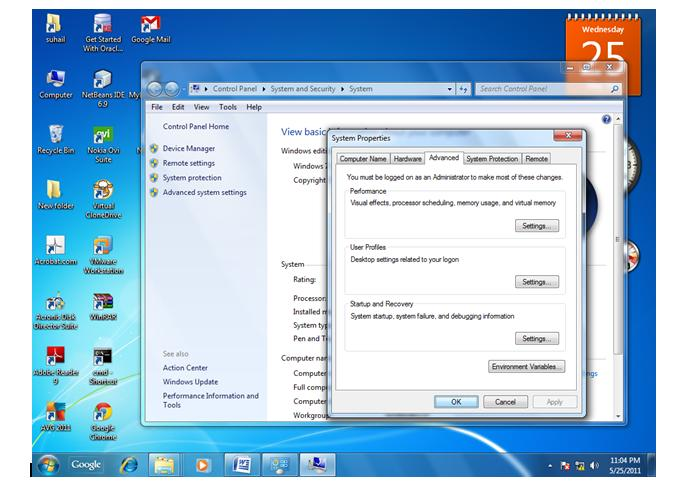 suhail
Get Started With Oracl...
Google Mail
Computer
NetBeans IDE 6.9
My
Recycle Bin
Nokia Ovi Suite
N
New folder
Virtual CloneDrive
Acrobat.com
VMware Workstation
Acronis Disk Director Suite
WinRAR
Adobe Reader 9
cmd - Shortcut
AVG 2011
Google Chrome
Wednesday
25
Control Panel
System and Security
System
Search Control Panel
File Edit View Tools Help
Control Panel Home
Device Manager
Remote settings
System protection
Advanced system settings
See also
Action Center
Windows Update
Performance Information and Tools
View basic
Windows edit
Windows 7
Copyright
System
Rating:
Processor:
Installed m
System typ
Pen and T
Computer nam
Computer
Full comp
Computer
Workgroup
ngs
System Properties
Computer Name Hardware Advanced System Protection Remote
You must be logged on as an Administrator to make most of these changes.
Performance
Visual effects, processor scheduling, memory usage, and virtual memory
Settings...
User Profiles
Desktop settings related to your logon
Settings...
Startup and Recovery
System startup, system failure, and debugging information
Settings...
Environment Variables...
OK Cancel Apply
Google
11:04 PM
5/25/2011